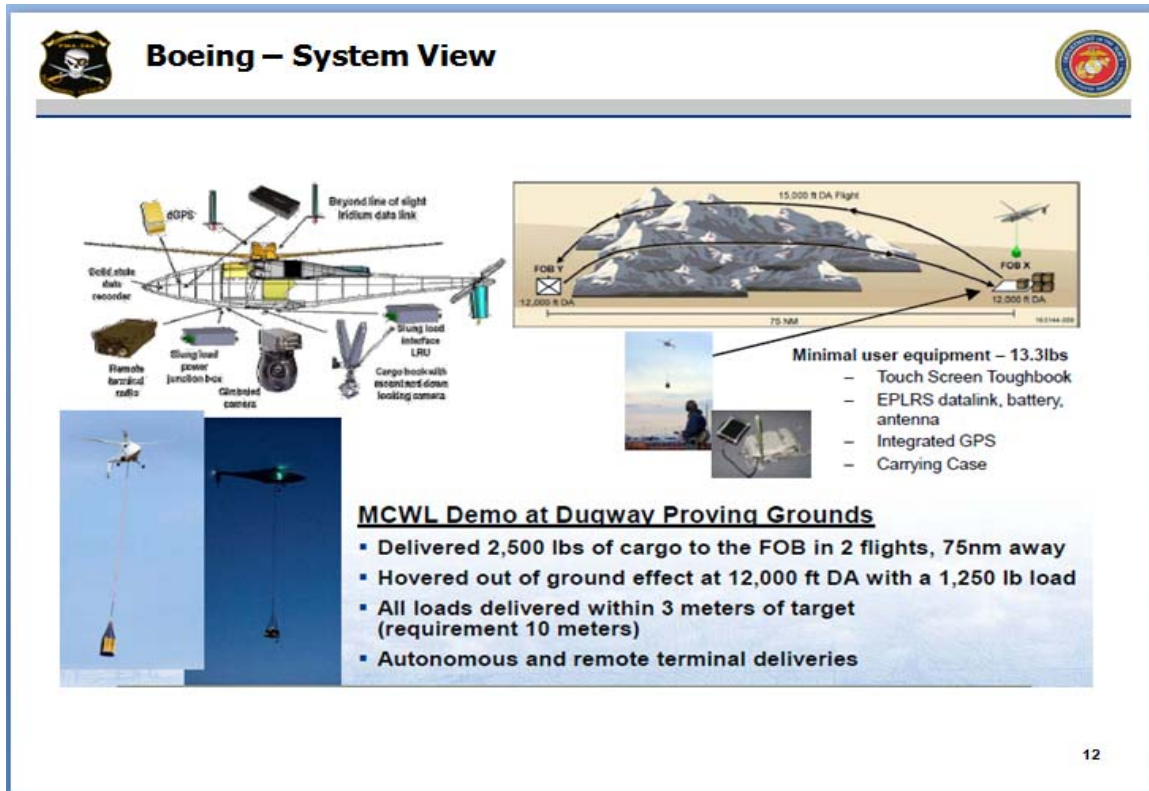 Boeing – System View
dGPS
Beyond line of sight
Iridium data link
Solid state
data
recorder
Remote
terminal
radio
Slung load
power
junction box
Gimbaled
camera
Cargo hook with
down
looking camera
Slung load
interface
LRU
15,000 ft DA Flight
FOB Y
12,000 ft DA
FOB X
12,000 ft DA
75 NM
Minimal user equipment – 13.3lbs
– Touch Screen Toughbook
– EPLRS datalink, battery,
antenna
– Integrated GPS
– Carrying Case
MCWL Demo at Dugway Proving Grounds
▪ Delivered 2,500 lbs of cargo to the FOB in 2 flights, 75nm away
▪ Hovered out of ground effect at 12,000 ft DA with a 1,250 lb load
▪ All loads delivered within 3 meters of target
(requirement 10 meters)
▪ Autonomous and remote terminal deliveries
12